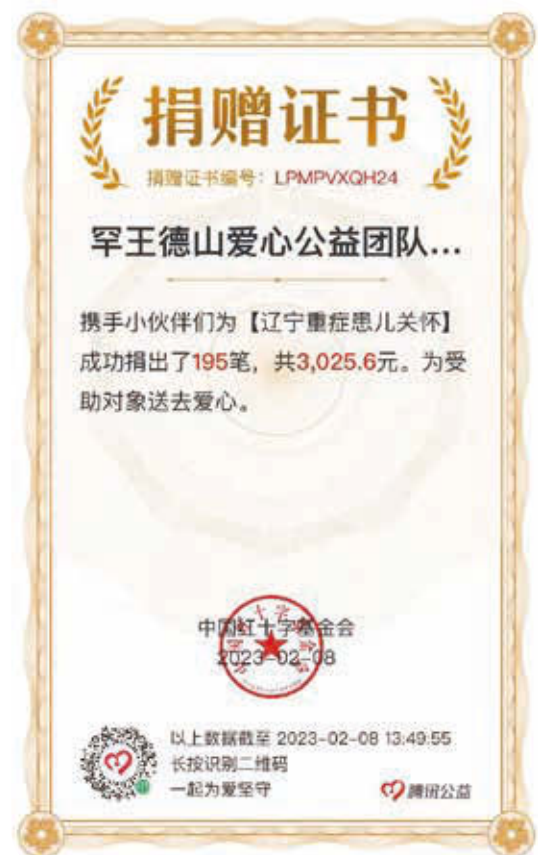 捐赠证书
捐赠证书编号：LPMPVXQH24
罕王德山爱心公益团队...
携手小伙伴们为【辽宁重症患儿关怀】
成功捐出了195笔，共3,025.6元。为受
助对象送去爱心。
中国红十字基金会
2023-02-08
以上数据截至 2023-02-08 13:49:55
长按识别二维码
一起为爱坚守
腾讯公益